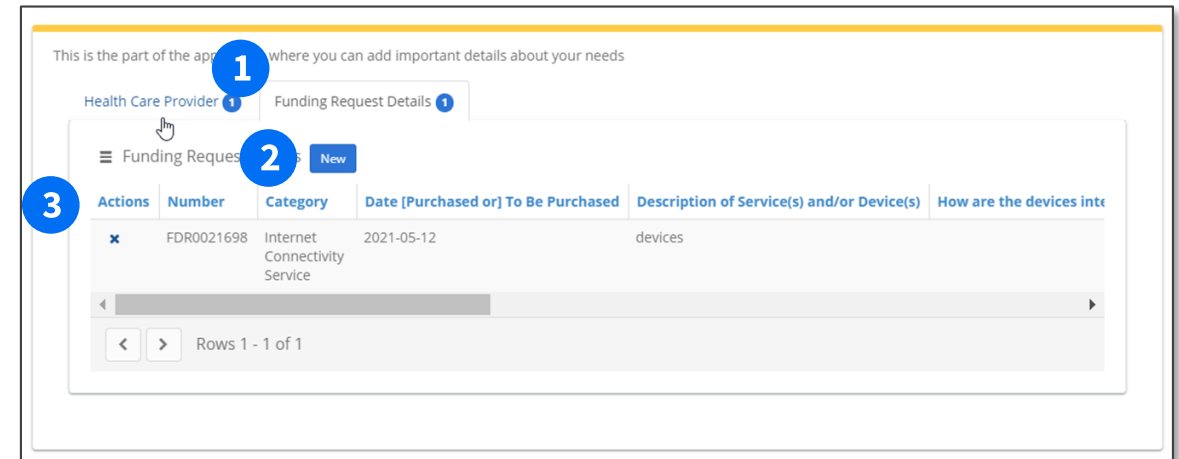 This is the part of the app where you can add important details about your needs
1
Health Care Provider 1 Funding Request Details 1
Funding Reques s New
2
3
Actions Number Category Date [Purchased or] To Be Purchased Description of Service(s) and/or Device(s) How are the devices inte
FDR0021698 Internet Connectivity Service 2021-05-12 devices
Rows 1 - 1 of 1